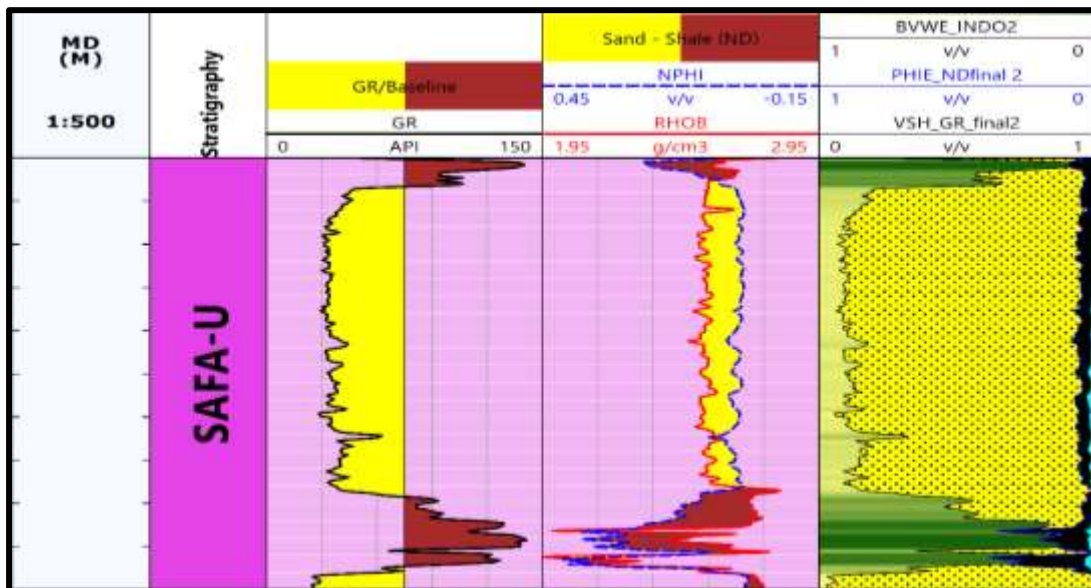 MD
(M)
1:500
Stratigraphy
GR/Baseline
GR
0 API 150
Sand - Shale (ND)
NPHI
0.45 v/v -0.15
RHOB
1.95 g/cm3 2.95
BVWE_INDO2
1 v/v 0
PHIE_NDfinal 2
1 v/v 0
VSH_GR_final2
0 v/v 1
SAFA-U